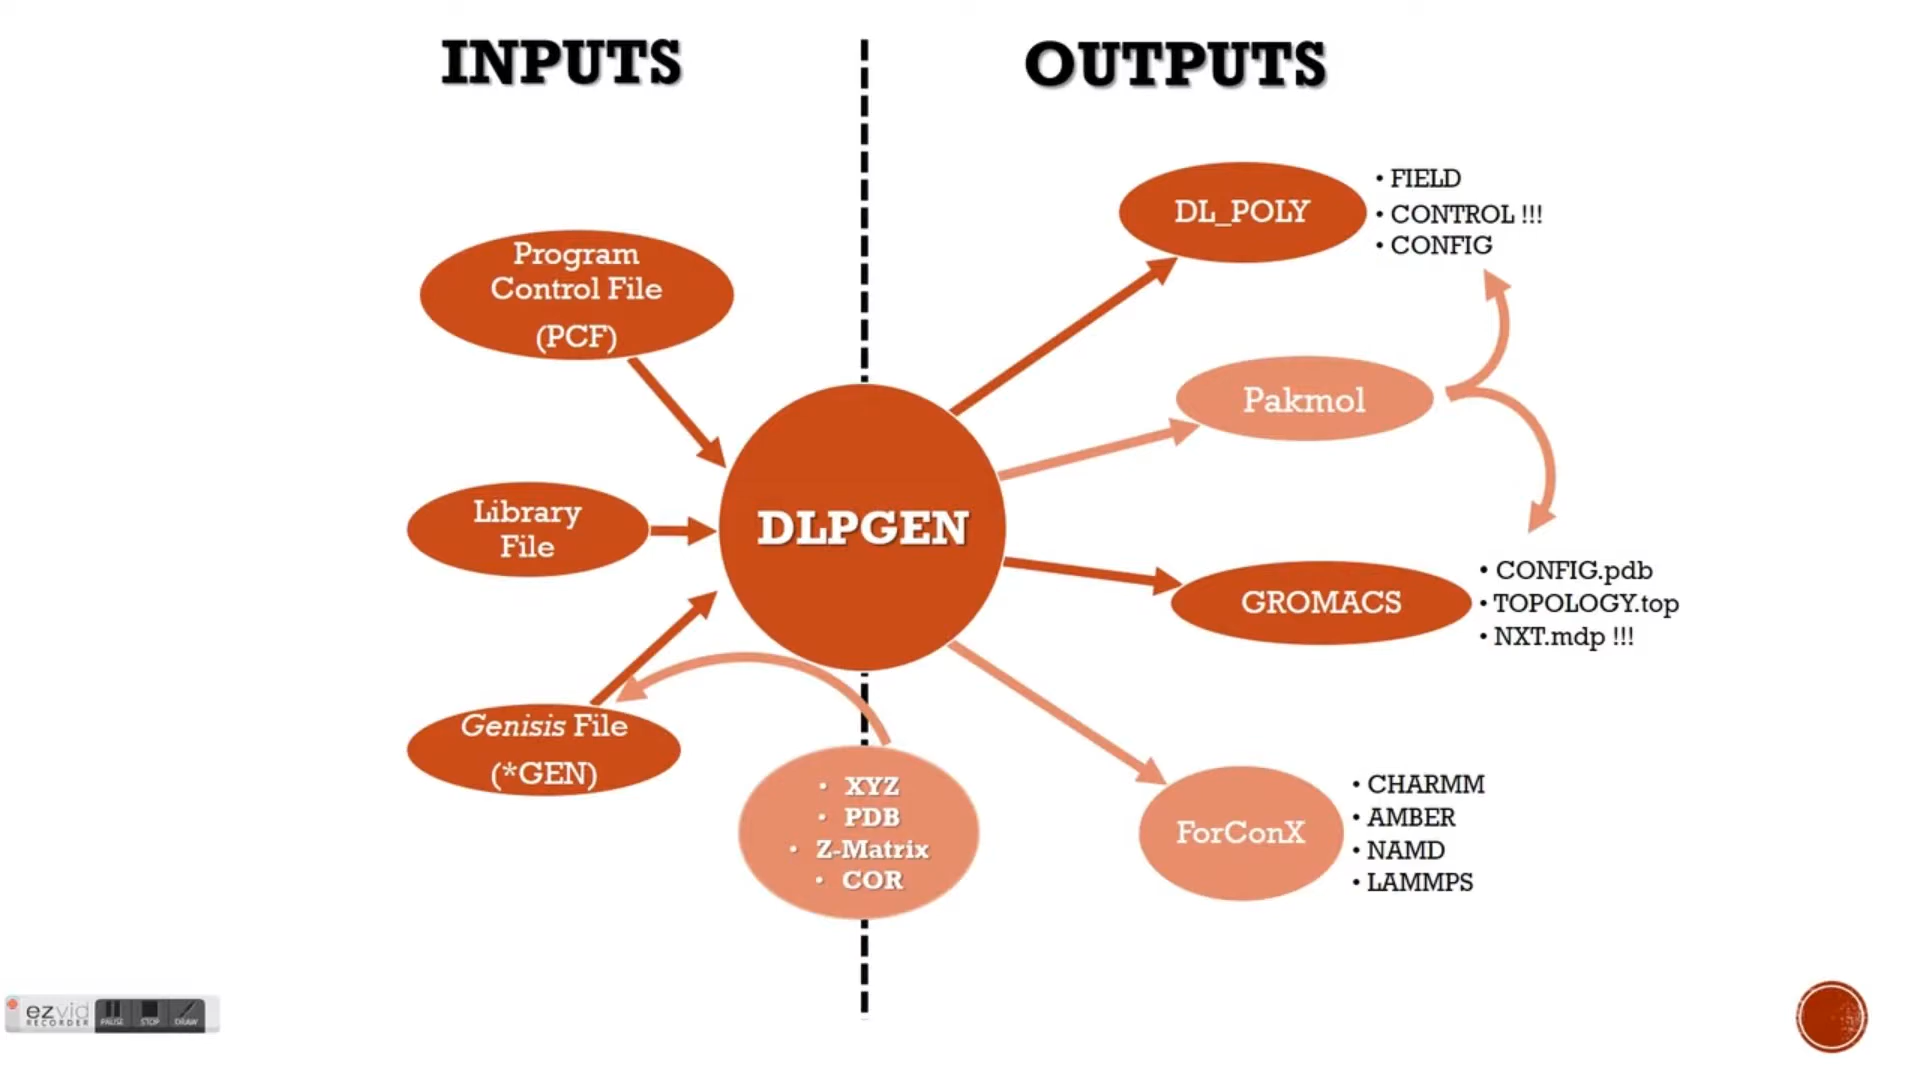 INPUTS
OUTPUTS
Program
Control File
(PCF)
Library
File
Genisis File
(*GEN)
DLPGEN
• XYZ
• PDB
• Z-Matrix
• COR
DL_POLY
• FIELD
• CONTROL !!!
• CONFIG
Pakmol
GROMACS
• CONFIG.pdb
• TOPOLOGY.top
• NXT.mdp !!!
ForConX
• CHARMM
• AMBER
• NAMD
• LAMMPS
ezvid
RECORDER
PAUSE
STOP
DRAW